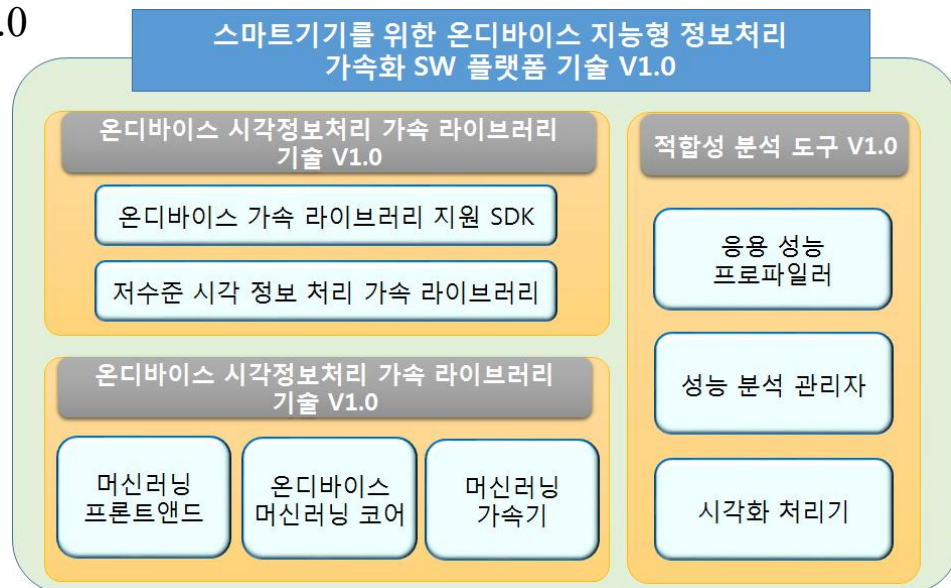 .0
스마트기기를 위한 온디바이스 지능형 정보처리
가속화 SW 플랫폼 기술 V1.0
온디바이스 시각정보처리 가속 라이브러리
기술 V1.0
온디바이스 가속 라이브러리 지원 SDK
저수준 시각 정보 처리 가속 라이브러리
온디바이스 시각정보처리 가속 라이브러리
기술 V1.0
머신러닝
프론트앤드
온디바이스
머신러닝 코어
머신러닝
가속기
적합성 분석 도구 V1.0
응용 성능
프로파일러
성능 분석 관리자
시각화 처리기